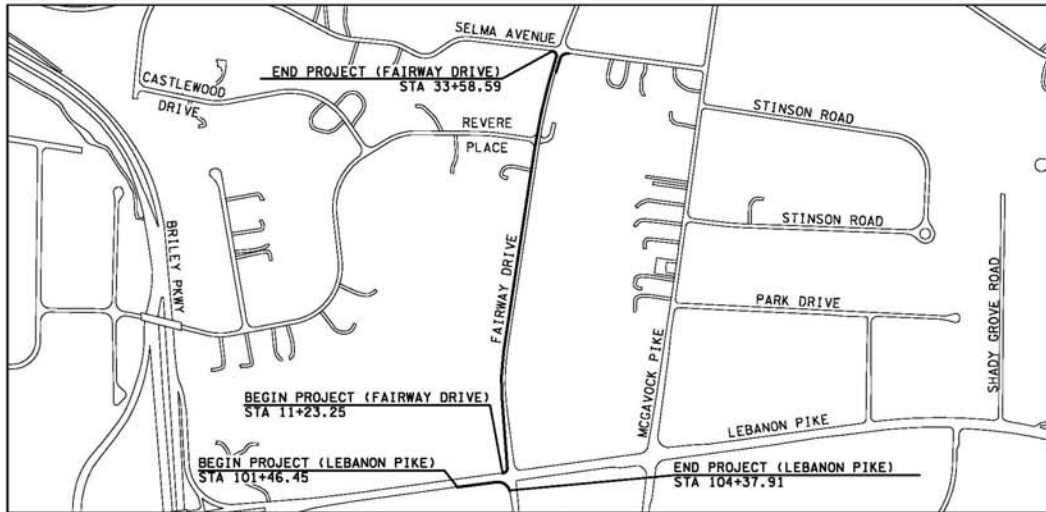 SELMA AVENUE
END PROJECT (FAIRWAY DRIVE)
STA 33+58.59
CASTLEWOOD
DRIVE
REVERE
PLACE
STINSON ROAD
STINSON ROAD
BRILEY PKWY
FAIRWAY DRIVE
PARK DRIVE
SHADY GROVE ROAD
MCGAVOCK PIKE
BEGIN PROJECT (FAIRWAY DRIVE)
STA 11+23.25
LEBANON PIKE
BEGIN PROJECT (LEBANON PIKE)
STA 101+46.45
END PROJECT (LEBANON PIKE)
STA 104+37.91